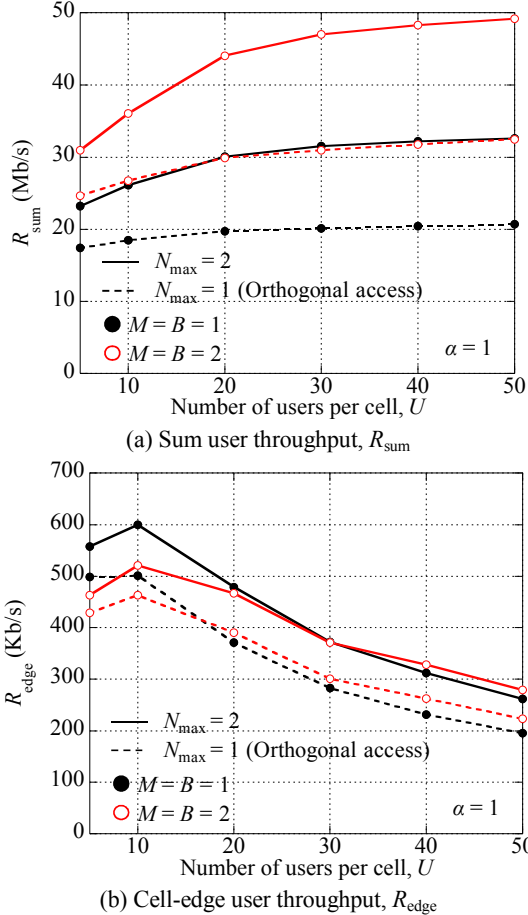 50
40
30
20
10
0
R_sum (Mb/s)
N_max = 2
N_max = 1 (Orthogonal access)
M = B = 1
M = B = 2
α = 1
10 20 30 40 50
Number of users per cell, U
(a) Sum user throughput, R_sum
700
600
500
400
300
200
100
0
R_edge (Kb/s)
N_max = 2
N_max = 1 (Orthogonal access)
M = B = 1
M = B = 2
α = 1
10 20 30 40 50
Number of users per cell, U
(b) Cell-edge user throughput, R_edge